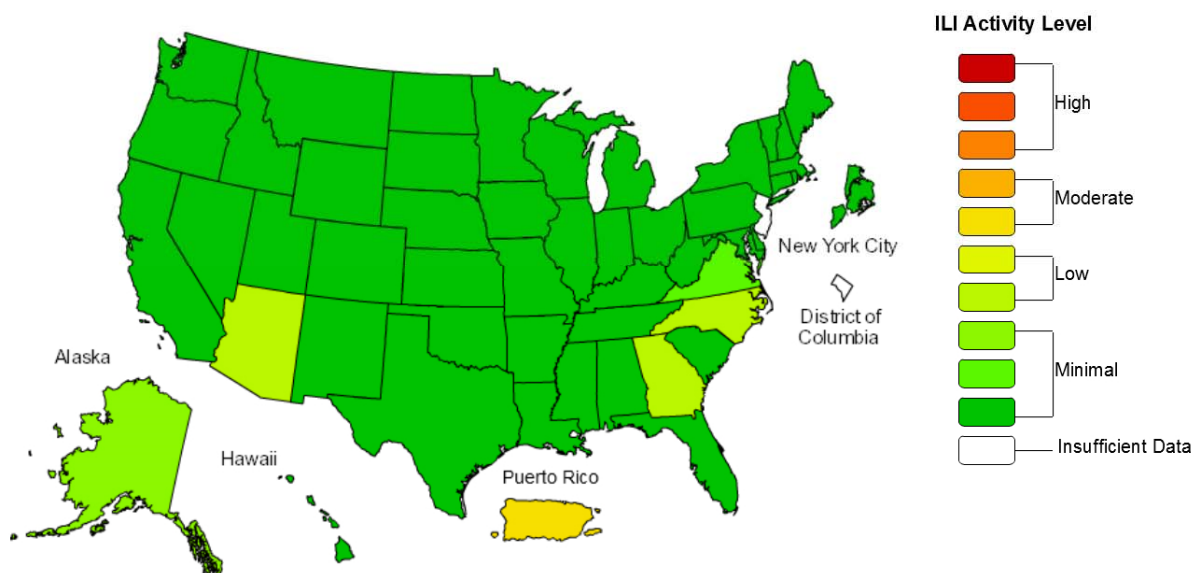 ILI Activity Level
High
Moderate
Low
Minimal
Insufficient Data
New York City
District of
Columbia
Alaska
Hawaii
Puerto Rico